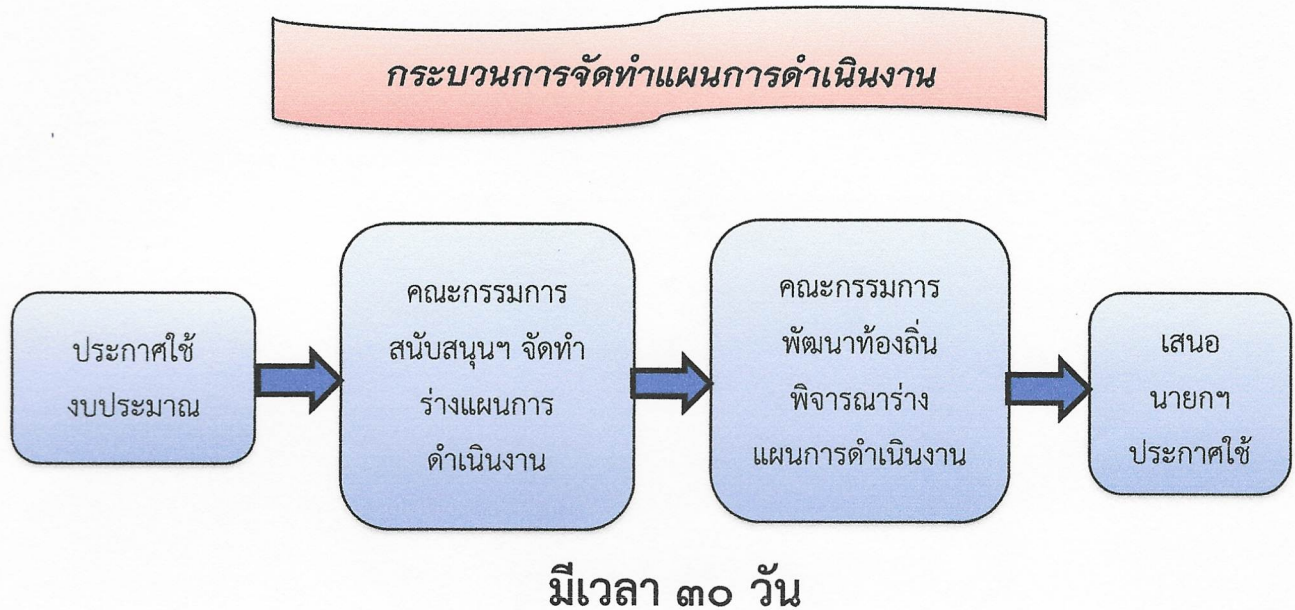 กระบวนการจัดทำแผนการดำเนินงาน
ประกาศใช้
งบประมาณ
คณะกรรมการ
สนับสนุนฯ จัดทำ
ร่างแผนการ
ดำเนินงาน
คณะกรรมการ
พัฒนาท้องถิ่น
พิจารณาร่าง
แผนการดำเนินงาน
เสนอ
นายกฯ
ประกาศใช้
มีเวลา ๓๐ วัน